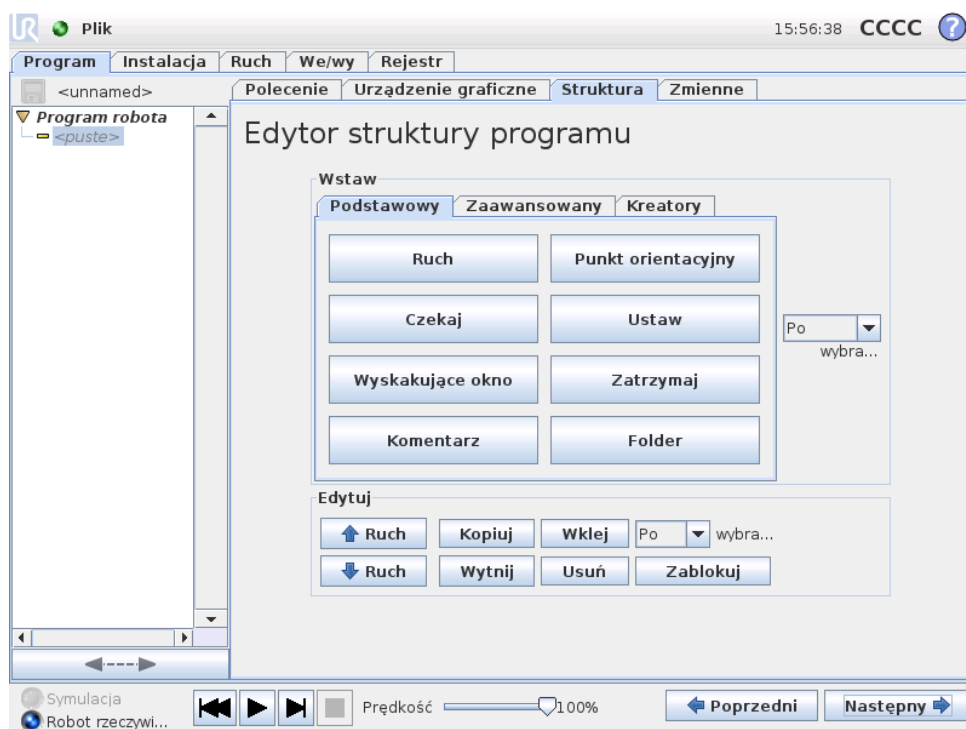 UR Plik 15:56:38 CCCC ?
Program Instalacja Ruch We/wy Rejestr
<unnamed>
Polecenie Urządzenie graficzne Struktura Zmienne
Program robota
<puste>
Edytor struktury programu
Wstaw
Podstawowy Zaawansowany Kreatory
Ruch Punkt orientacyjny
Czekaj Ustaw
Po
wybra...
Wyskakujące okno Zatrzymaj
Komentarz Folder
Edytuj
Ruch Kopiuj Wklej Po wybra...
Ruch Wytnij Usuń Zablokuj
Symulacja
Robot rzeczywi...
Prędkość 100%
Poprzedni Następny